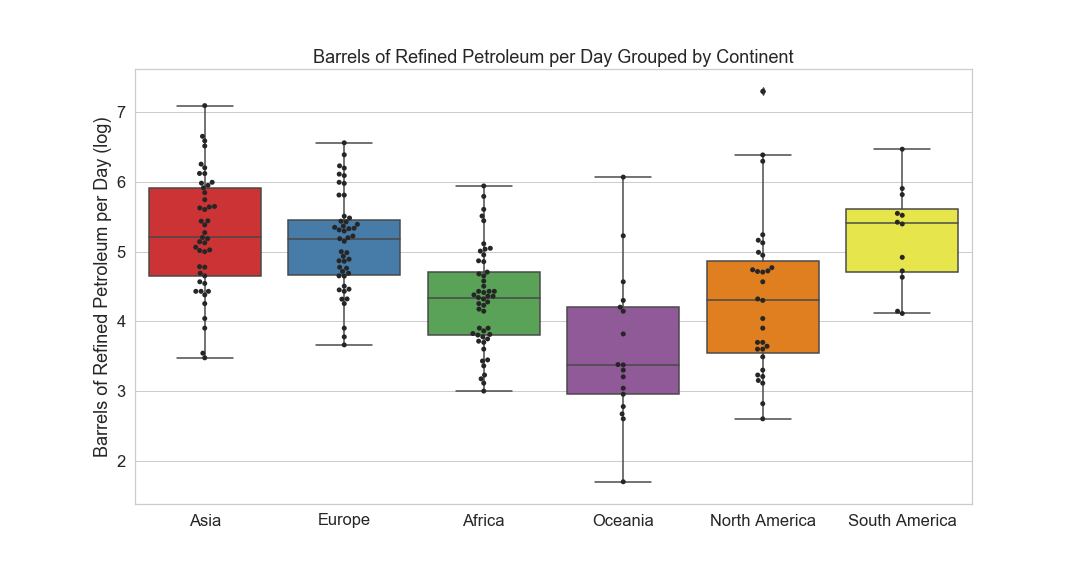 Barrels of Refined Petroleum per Day Grouped by Continent
Barrels of Refined Petroleum per Day (log)
7
6
5
4
3
2
Asia
Europe
Africa
Oceania
North America
South America